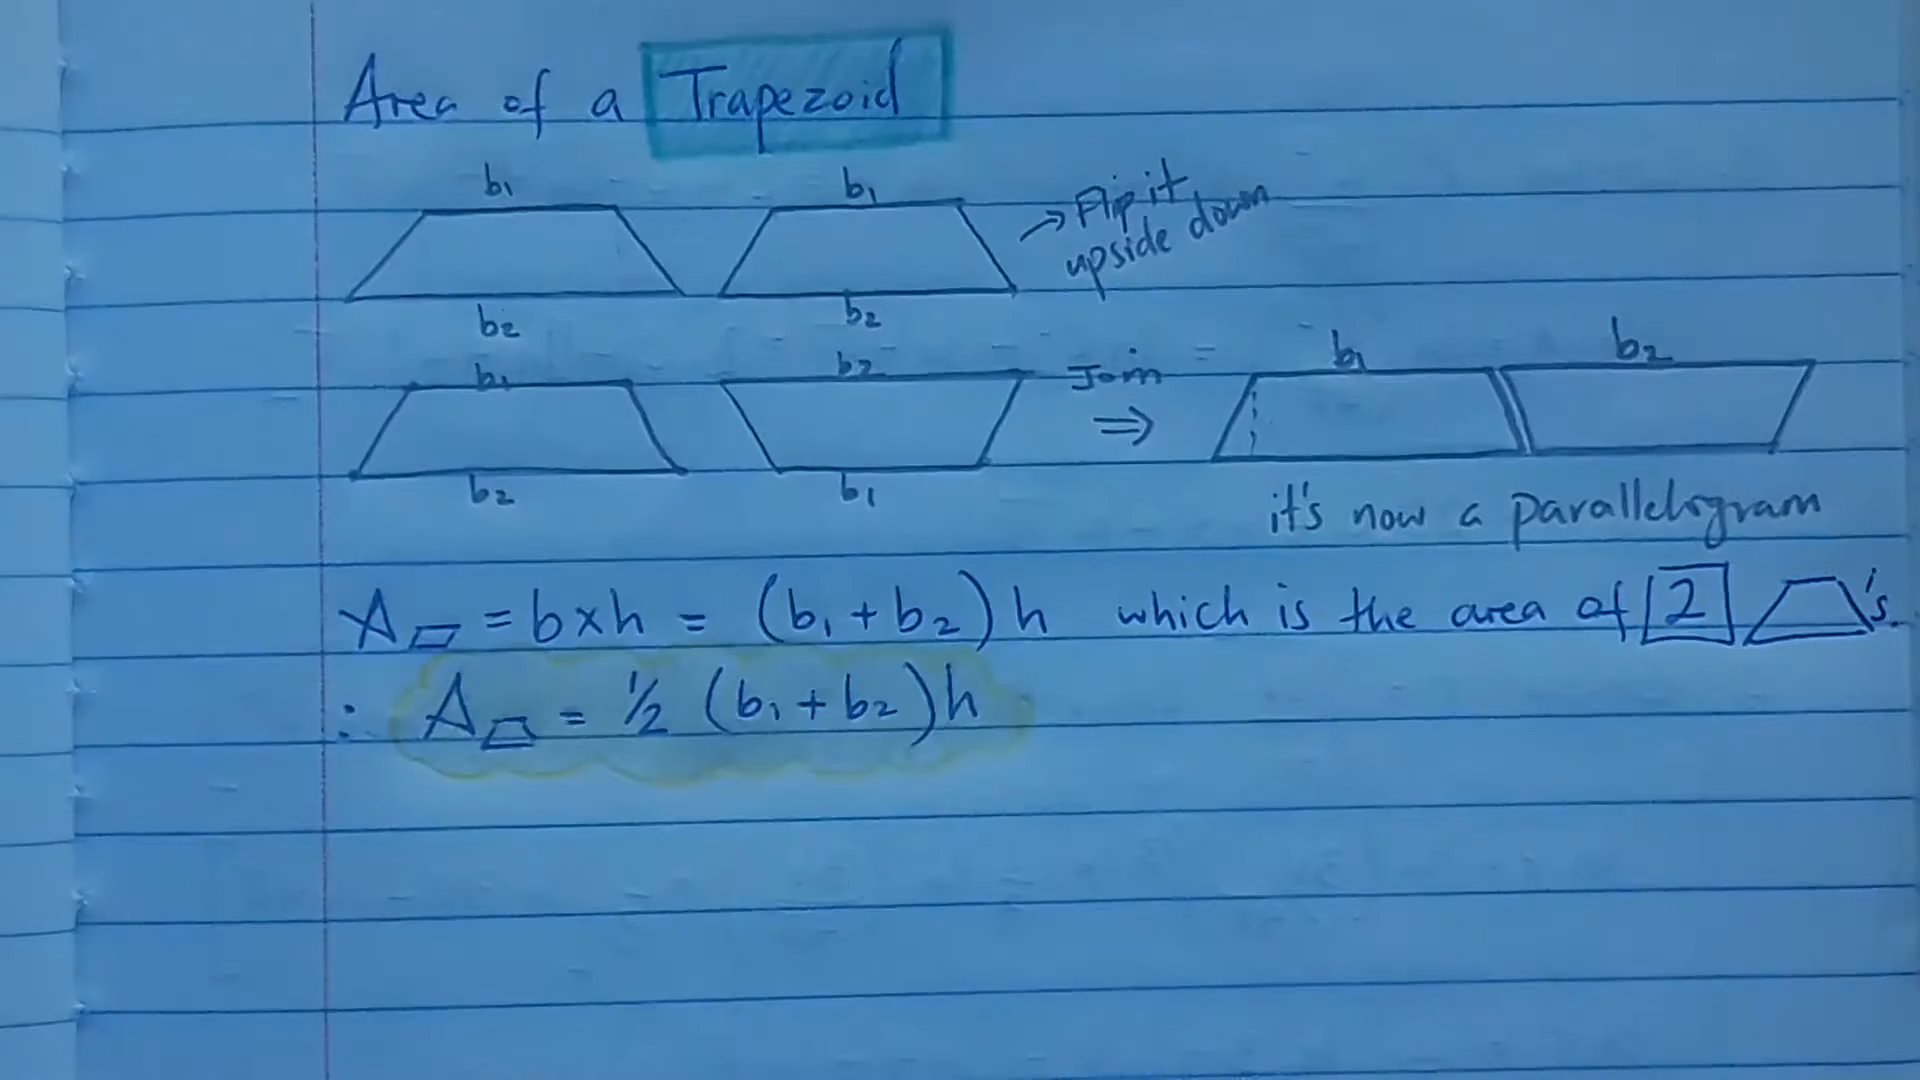 Area of a Trapezoid
b₁ b₁ → Flip it
upside down
b₂ b₂
b₁ b₂ Join ⇒ b₁ b₂
b₂ b₁
it's now a parallelogram
A▱ = b×h = (b₁ + b₂) h which is the area of 2 ⏢'s.
: A⏢ = 1/2 (b₁ + b₂) h